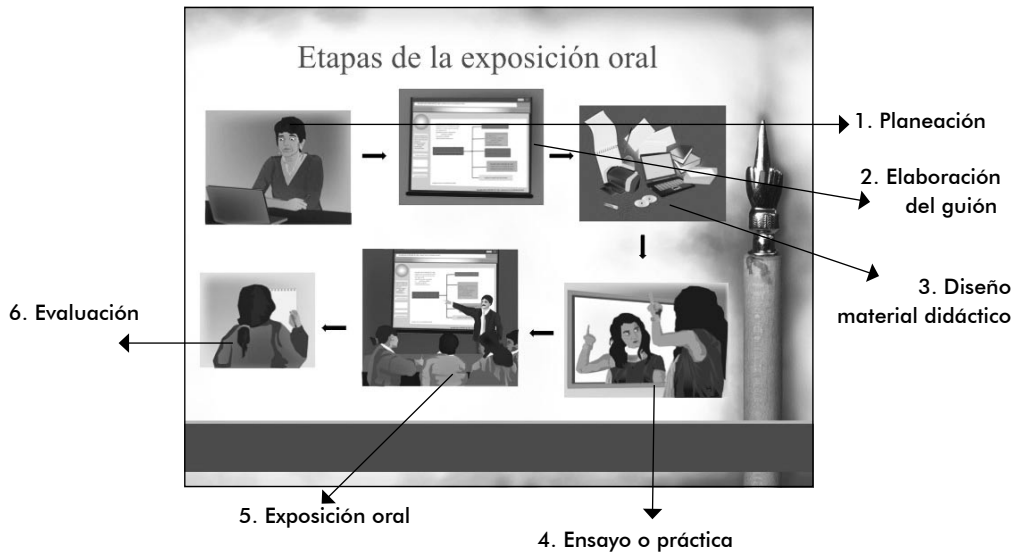 Etapas de la exposición oral
1. Planeación
2. Elaboración
del guión
3. Diseño
material didáctico
6. Evaluación
5. Exposición oral
4. Ensayo o práctica